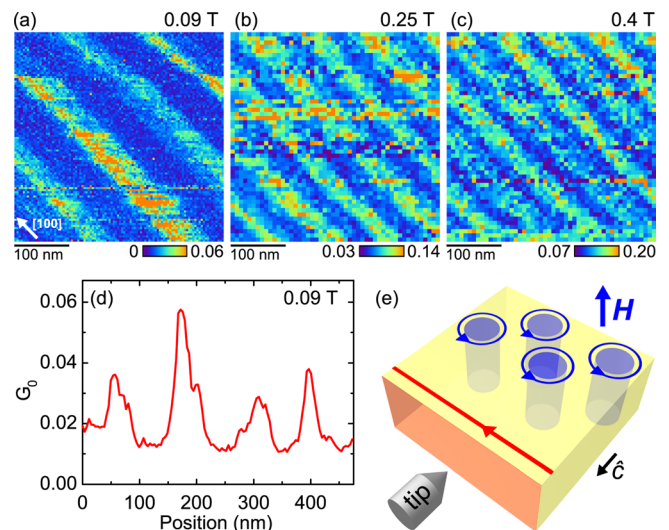 (a) 0.09 T
(b) 0.25 T
(c) 0.4 T
[100]
100 nm 0 0.06
100 nm 0.03 0.14
100 nm 0.07 0.20
(d) 0.09 T
0.06
0.04
0.02
0.00
G0
0 100 200 300 400
Position (nm)
(e)
H
ĉ
tip